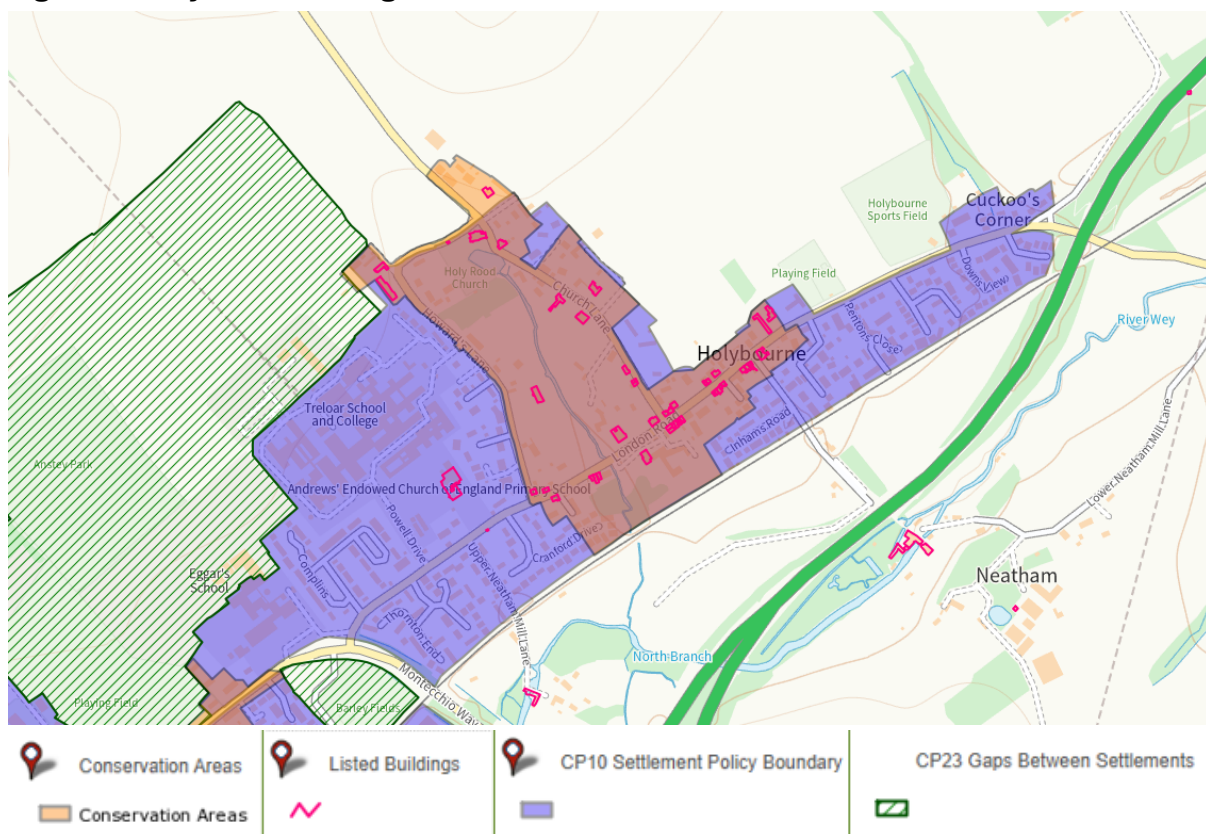 Cuckoo's
Corner
Holybourne
Sports Field
Downs View
Playing Field
River Wey
Holy Rood
Church
Church Lane
Howard's Lane
Holybourne
Pentons Close
Treloar School
and College
London Road
Cinhams Road
Anstey Park
Andrews' Endowed Church of England Primary School
Lower Neatham Mill Lane
Powell Drive
Cranford Drive
Complins
Upper Neatham Mill Lane
Eggar's
School
Neatham
Thornton End
North Branch
Montecchio Way
Playing Field
Barley Fields
Conservation Areas
Listed Buildings
CP10 Settlement Policy Boundary
CP23 Gaps Between Settlements
Conservation Areas